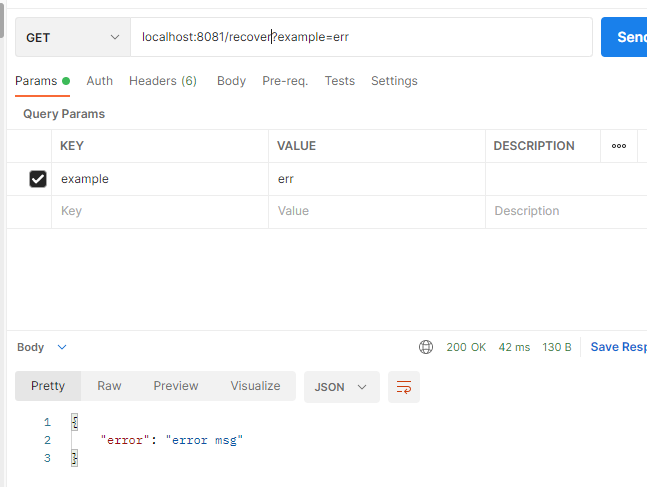 GET localhost:8081/recover?example=err Send
Params Auth Headers (6) Body Pre-req. Tests Settings
Query Params
KEY VALUE DESCRIPTION ooo
example err
Key Value Description
Body 200 OK 42 ms 130 B Save Resp
Pretty Raw Preview Visualize JSON
1 {
2 "error": "error msg"
3 }